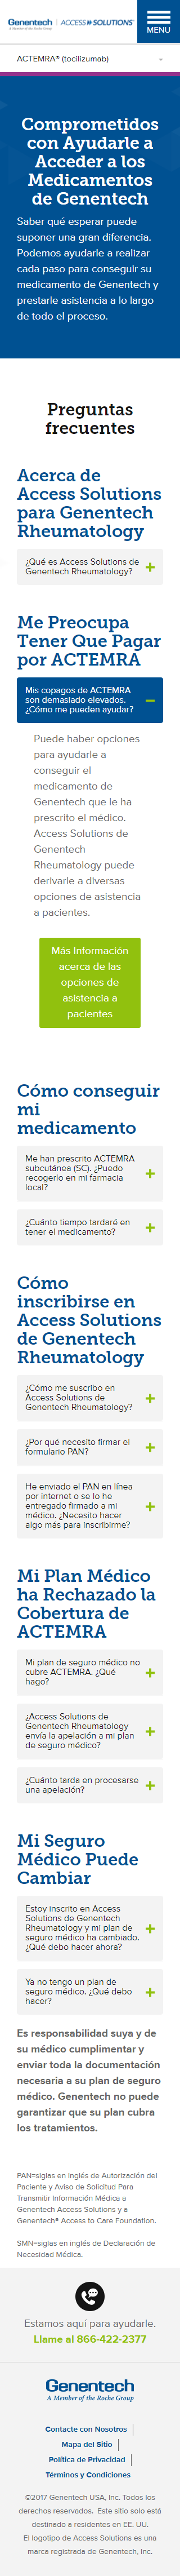 Genentech
A Member of the Roche Group
ACCESS SOLUTIONS®
MENU
ACTEMRA® (tocilizumab)
Comprometidos
con Ayudarle a
Acceder a los
Medicamentos
de Genentech
Saber qué esperar puede
suponer una gran diferencia.
Podemos ayudarle a realizar
cada paso para conseguir su
medicamento de Genentech y
prestarle asistencia a lo largo
de todo el proceso.
Preguntas
frecuentes
Acerca de
Access Solutions
para Genentech
Rheumatology
¿Qué es Access Solutions de
Genentech Rheumatology?
Me Preocupa
Tener Que Pagar
por ACTEMRA
Mis copagos de ACTEMRA
son demasiado elevados.
¿Cómo me pueden ayudar?
Puede haber opciones
para ayudarle a
conseguir el
medicamento de
Genentech que le ha
prescrito el médico.
Access Solutions de
Genentech
Rheumatology puede
derivarle a diversas
opciones de asistencia
a pacientes.
Más Información
acerca de las
opciones de
asistencia a
pacientes
Cómo conseguir
mi
medicamento
Me han prescrito ACTEMRA
subcutánea (SC). ¿Puedo
recogerlo en mi farmacia
local?
¿Cuánto tiempo tardaré en
tener el medicamento?
Cómo
inscribirse en
Access Solutions
de Genentech
Rheumatology
¿Cómo me suscribo en
Access Solutions de
Genentech Rheumatology?
¿Por qué necesito firmar el
formulario PAN?
He enviado el PAN en línea
por internet o se lo he
entregado firmado a mi
médico. ¿Necesito hacer
algo más para inscribirme?
Mi Plan Médico
ha Rechazado la
Cobertura de
ACTEMRA
Mi plan de seguro médico no
cubre ACTEMRA. ¿Qué
hago?
¿Access Solutions de
Genentech Rheumatology
envía la apelación a mi plan
de seguro médico?
¿Cuánto tarda en procesarse
una apelación?
Mi Seguro
Médico Puede
Cambiar
Estoy inscrito en Access
Solutions de Genentech
Rheumatology y mi plan de
seguro médico ha cambiado.
¿Qué debo hacer ahora?
Ya no tengo un plan de
seguro médico. ¿Qué debo
hacer?
Es responsabilidad suya y de
su médico cumplimentar y
enviar toda la documentación
necesaria a su plan de seguro
médico. Genentech no puede
garantizar que su plan cubra
los tratamientos.
PAN=siglas en inglés de Autorización del
Paciente y Aviso de Solicitud Para
Transmitir Información Médica a
Genentech Access Solutions y a
Genentech® Access to Care Foundation.
SMN=siglas en inglés de Declaración de
Necesidad Médica.
Estamos aquí para ayudarle.
Llame al 866-422-2377
Genentech
A Member of the Roche Group
Contacte con Nosotros
Mapa del Sitio
Política de Privacidad
Términos y Condiciones
©2017 Genentech USA, Inc. Todos los
derechos reservados. Este sitio solo está
destinado a residentes en EE. UU.
El logotipo de Access Solutions es una
marca registrada de Genentech, Inc.